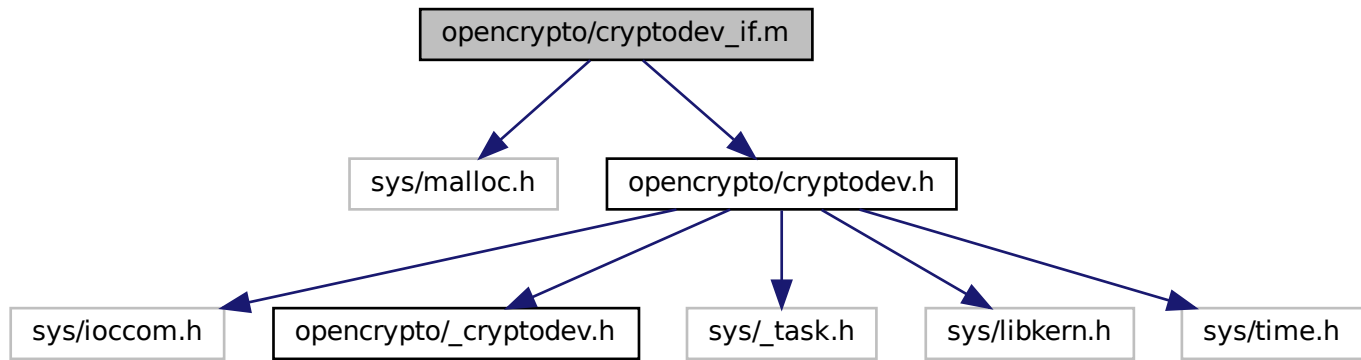 opencrypto/cryptodev_if.m
sys/malloc.h
opencrypto/cryptodev.h
sys/ioccom.h
opencrypto/_cryptodev.h
sys/_task.h
sys/libkern.h
sys/time.h